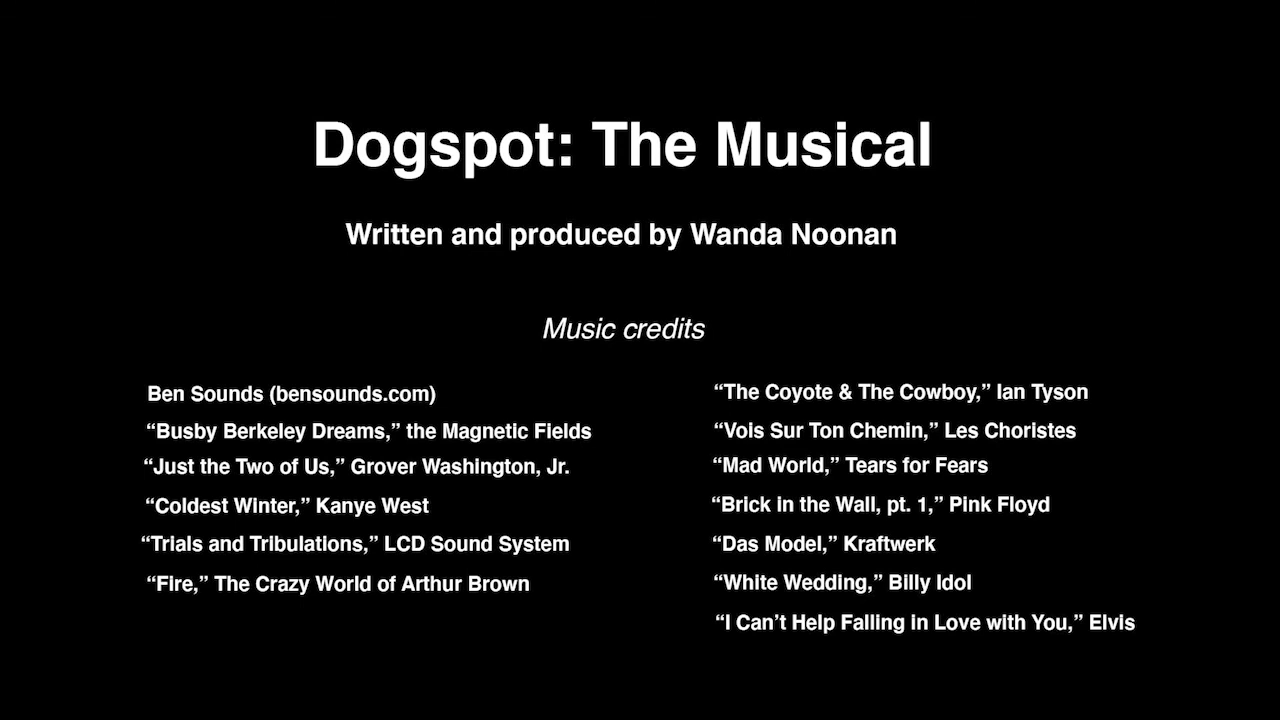 Dogspot: The Musical
Written and produced by Wanda Noonan
Music credits
Ben Sounds (bensounds.com)
“Busby Berkeley Dreams,” the Magnetic Fields
“Just the Two of Us,” Grover Washington, Jr.
“Coldest Winter,” Kanye West
“Trials and Tribulations,” LCD Sound System
“Fire,” The Crazy World of Arthur Brown
“The Coyote & The Cowboy,” Ian Tyson
“Vois Sur Ton Chemin,” Les Choristes
“Mad World,” Tears for Fears
“Brick in the Wall, pt. 1,” Pink Floyd
“Das Model,” Kraftwerk
“White Wedding,” Billy Idol
“I Can’t Help Falling in Love with You,” Elvis